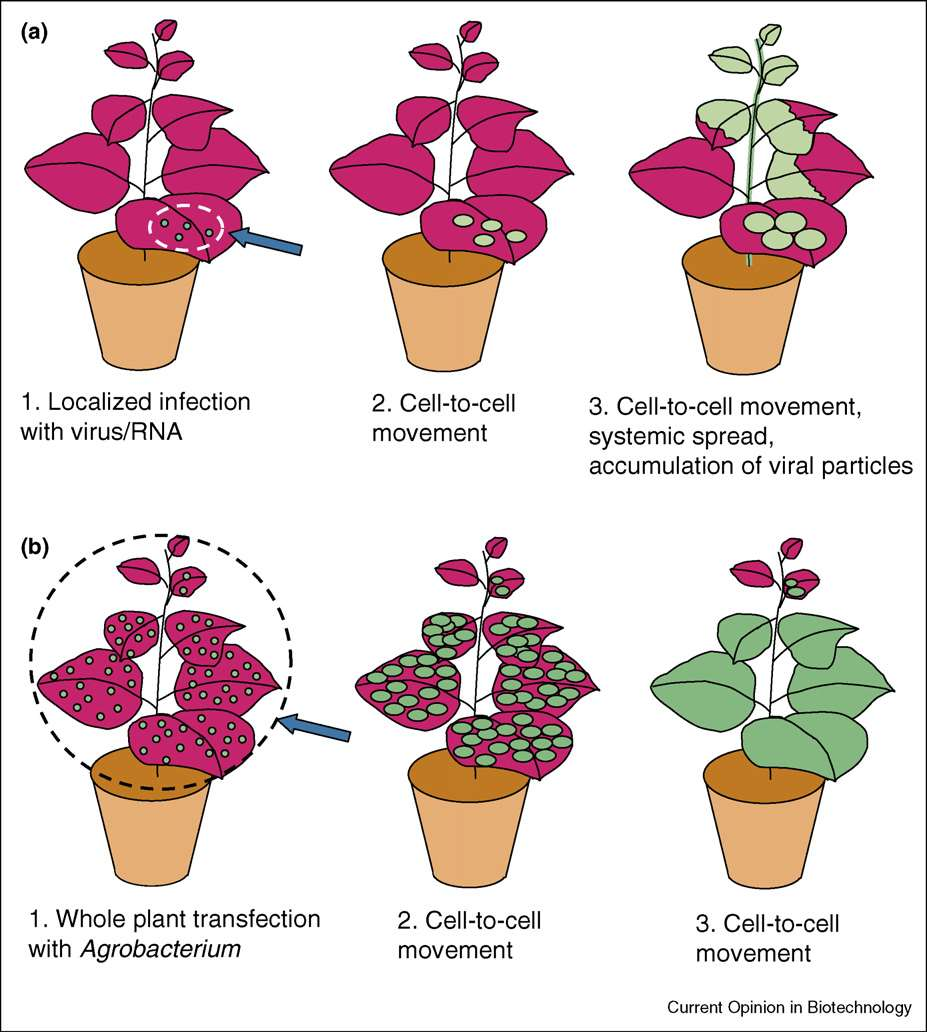 (a)
1. Localized infection
with virus/RNA
2. Cell-to-cell
movement
3. Cell-to-cell movement,
systemic spread,
accumulation of viral particles
(b)
1. Whole plant transfection
with Agrobacterium
2. Cell-to-cell
movement
3. Cell-to-cell
movement
Current Opinion in Biotechnology